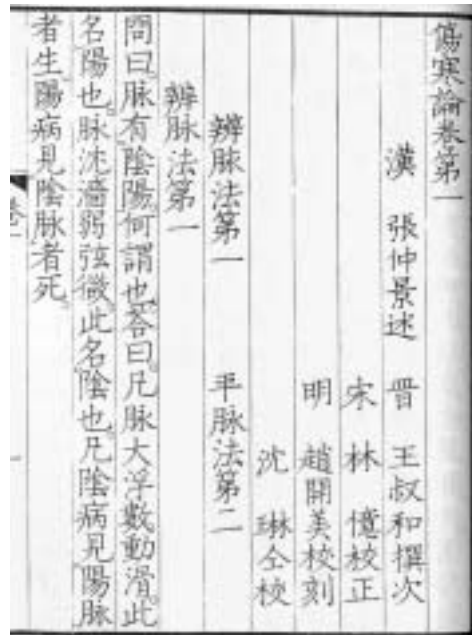 傷寒論卷第一
漢　張仲景述　晉　王叔和撰次
宋　林　億校正
明　趙開美校刻
沈　琳仝校
辨脉法第一　平脉法第二
辨脉法第一
問曰。脉有陰陽。何謂也。答曰。凡脉大浮數動滑。此
名陽也。脉沈濇弱弦微。此名陰也。凡陰病見陽脉
者生。陽病見陰脉者死。